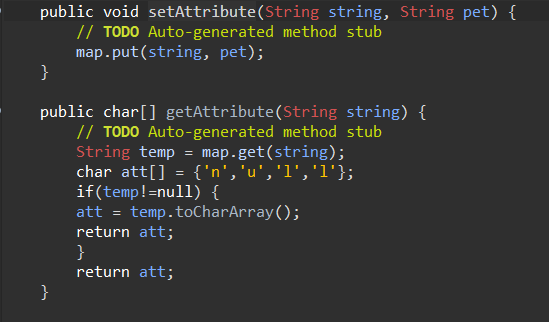 public void setAttribute(String string, String pet) {
// TODO Auto-generated method stub
map.put(string, pet);
}
public char[] getAttribute(String string) {
// TODO Auto-generated method stub
String temp = map.get(string);
char att[] = {'n','u','l','l'};
if(temp!=null) {
att = temp.toCharArray();
return att;
}
return att;
}